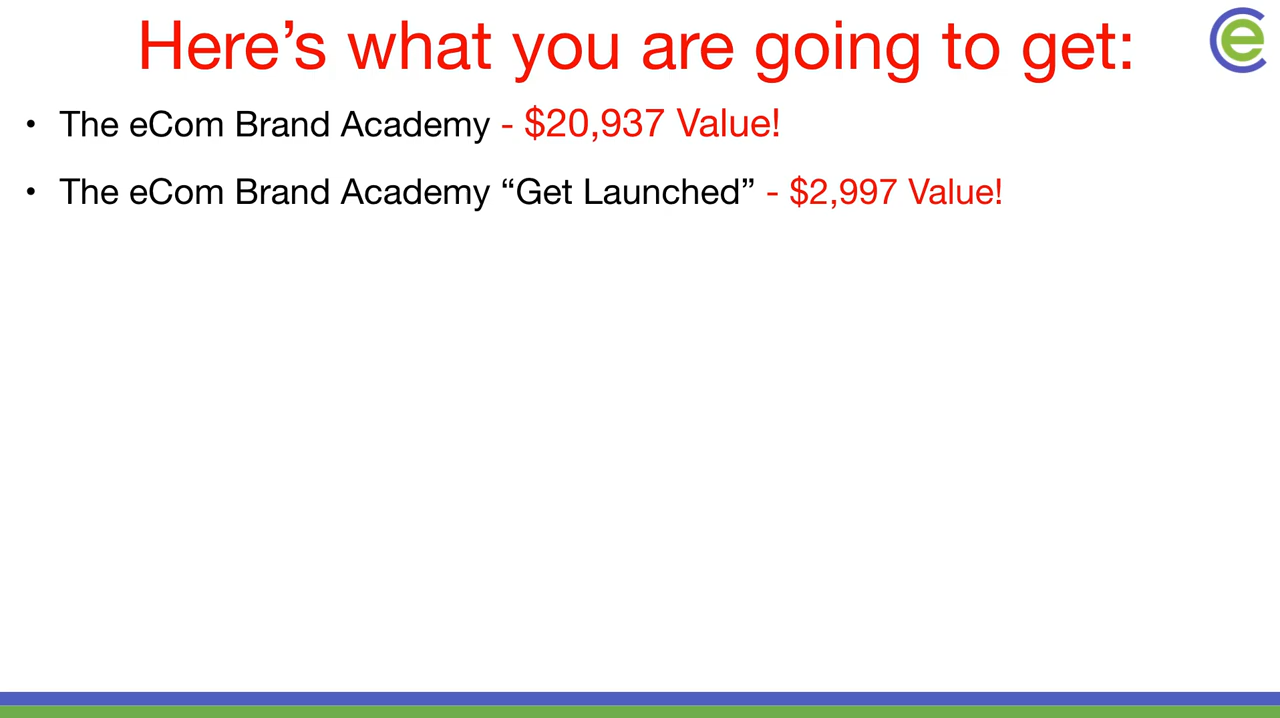 Here’s what you are going to get:
• The eCom Brand Academy - $20,937 Value!
• The eCom Brand Academy “Get Launched” - $2,997 Value!